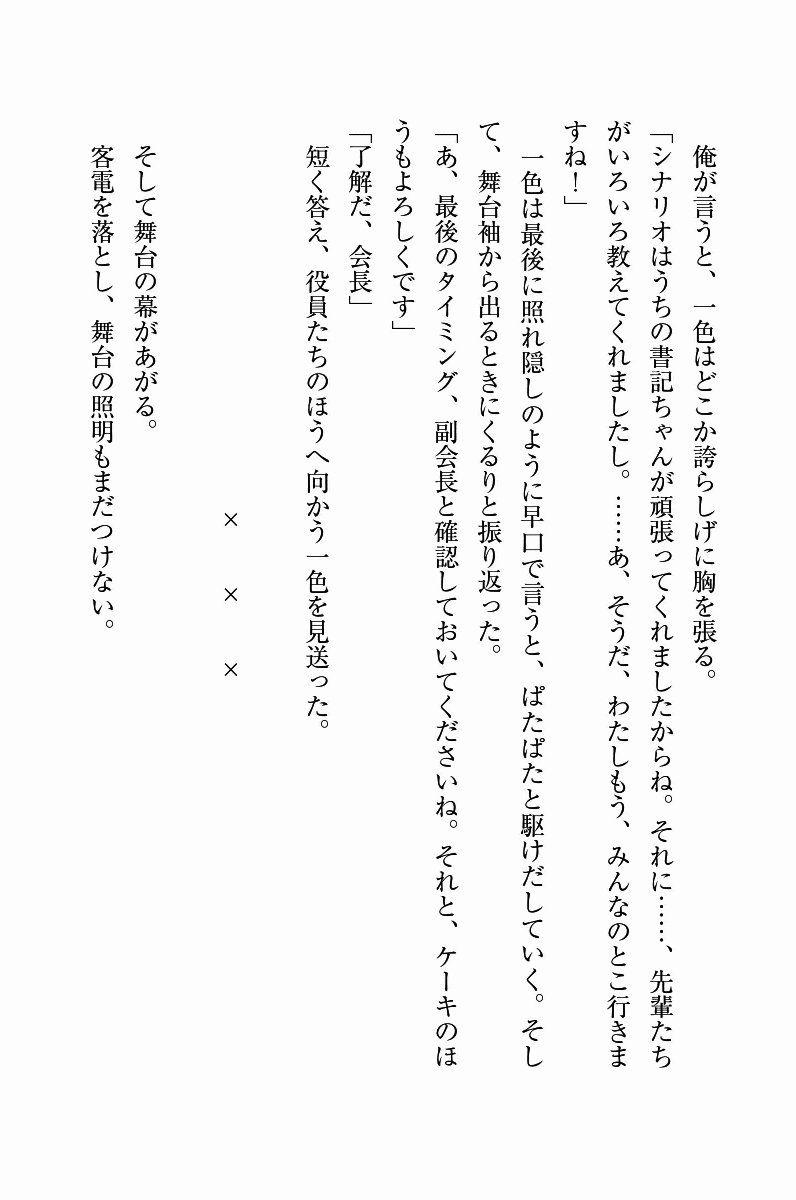 俺が言うと、一色はどこか誇らしげに胸を張る。
「シナリオはうちの書記ちゃんが頑張ってくれましたからね。それに……、先輩たち
がいろいろ教えてくれましたし。……あ、そうだ、わたしもう、みんなのとこ行きま
すね！」
　一色は最後に照れ隠しのように早口で言うと、ぱたぱたと駆けだしていく。そし
て、舞台袖から出るときにくるりと振り返った。
「あ、最後のタイミング、副会長と確認しておいてくださいね。それと、ケーキのほ
うもよろしくです」
「了解だ、会長」
　短く答え、役員たちのほうへ向かう一色を見送った。
×　×　×
　そして舞台の幕があがる。
　客電を落とし、舞台の照明もまだつけない。